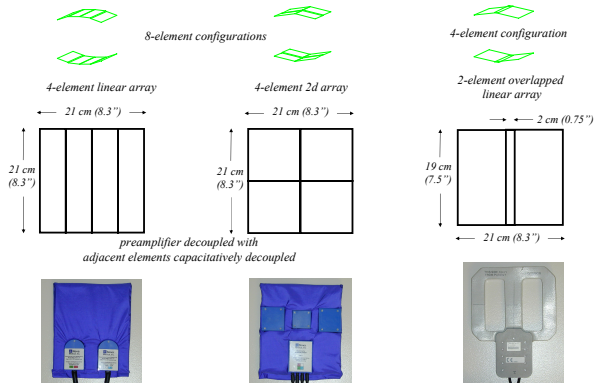 8-element configurations
4-element configuration
4-element linear array
4-element 2d array
2-element overlapped
linear array
21 cm (8.3")
21 cm (8.3")
2 cm (0.75")
21 cm
(8.3")
21 cm
(8.3")
19 cm
(7.5")
21 cm (8.3")
preamplifier decoupled with
adjacent elements capacitatively decoupled